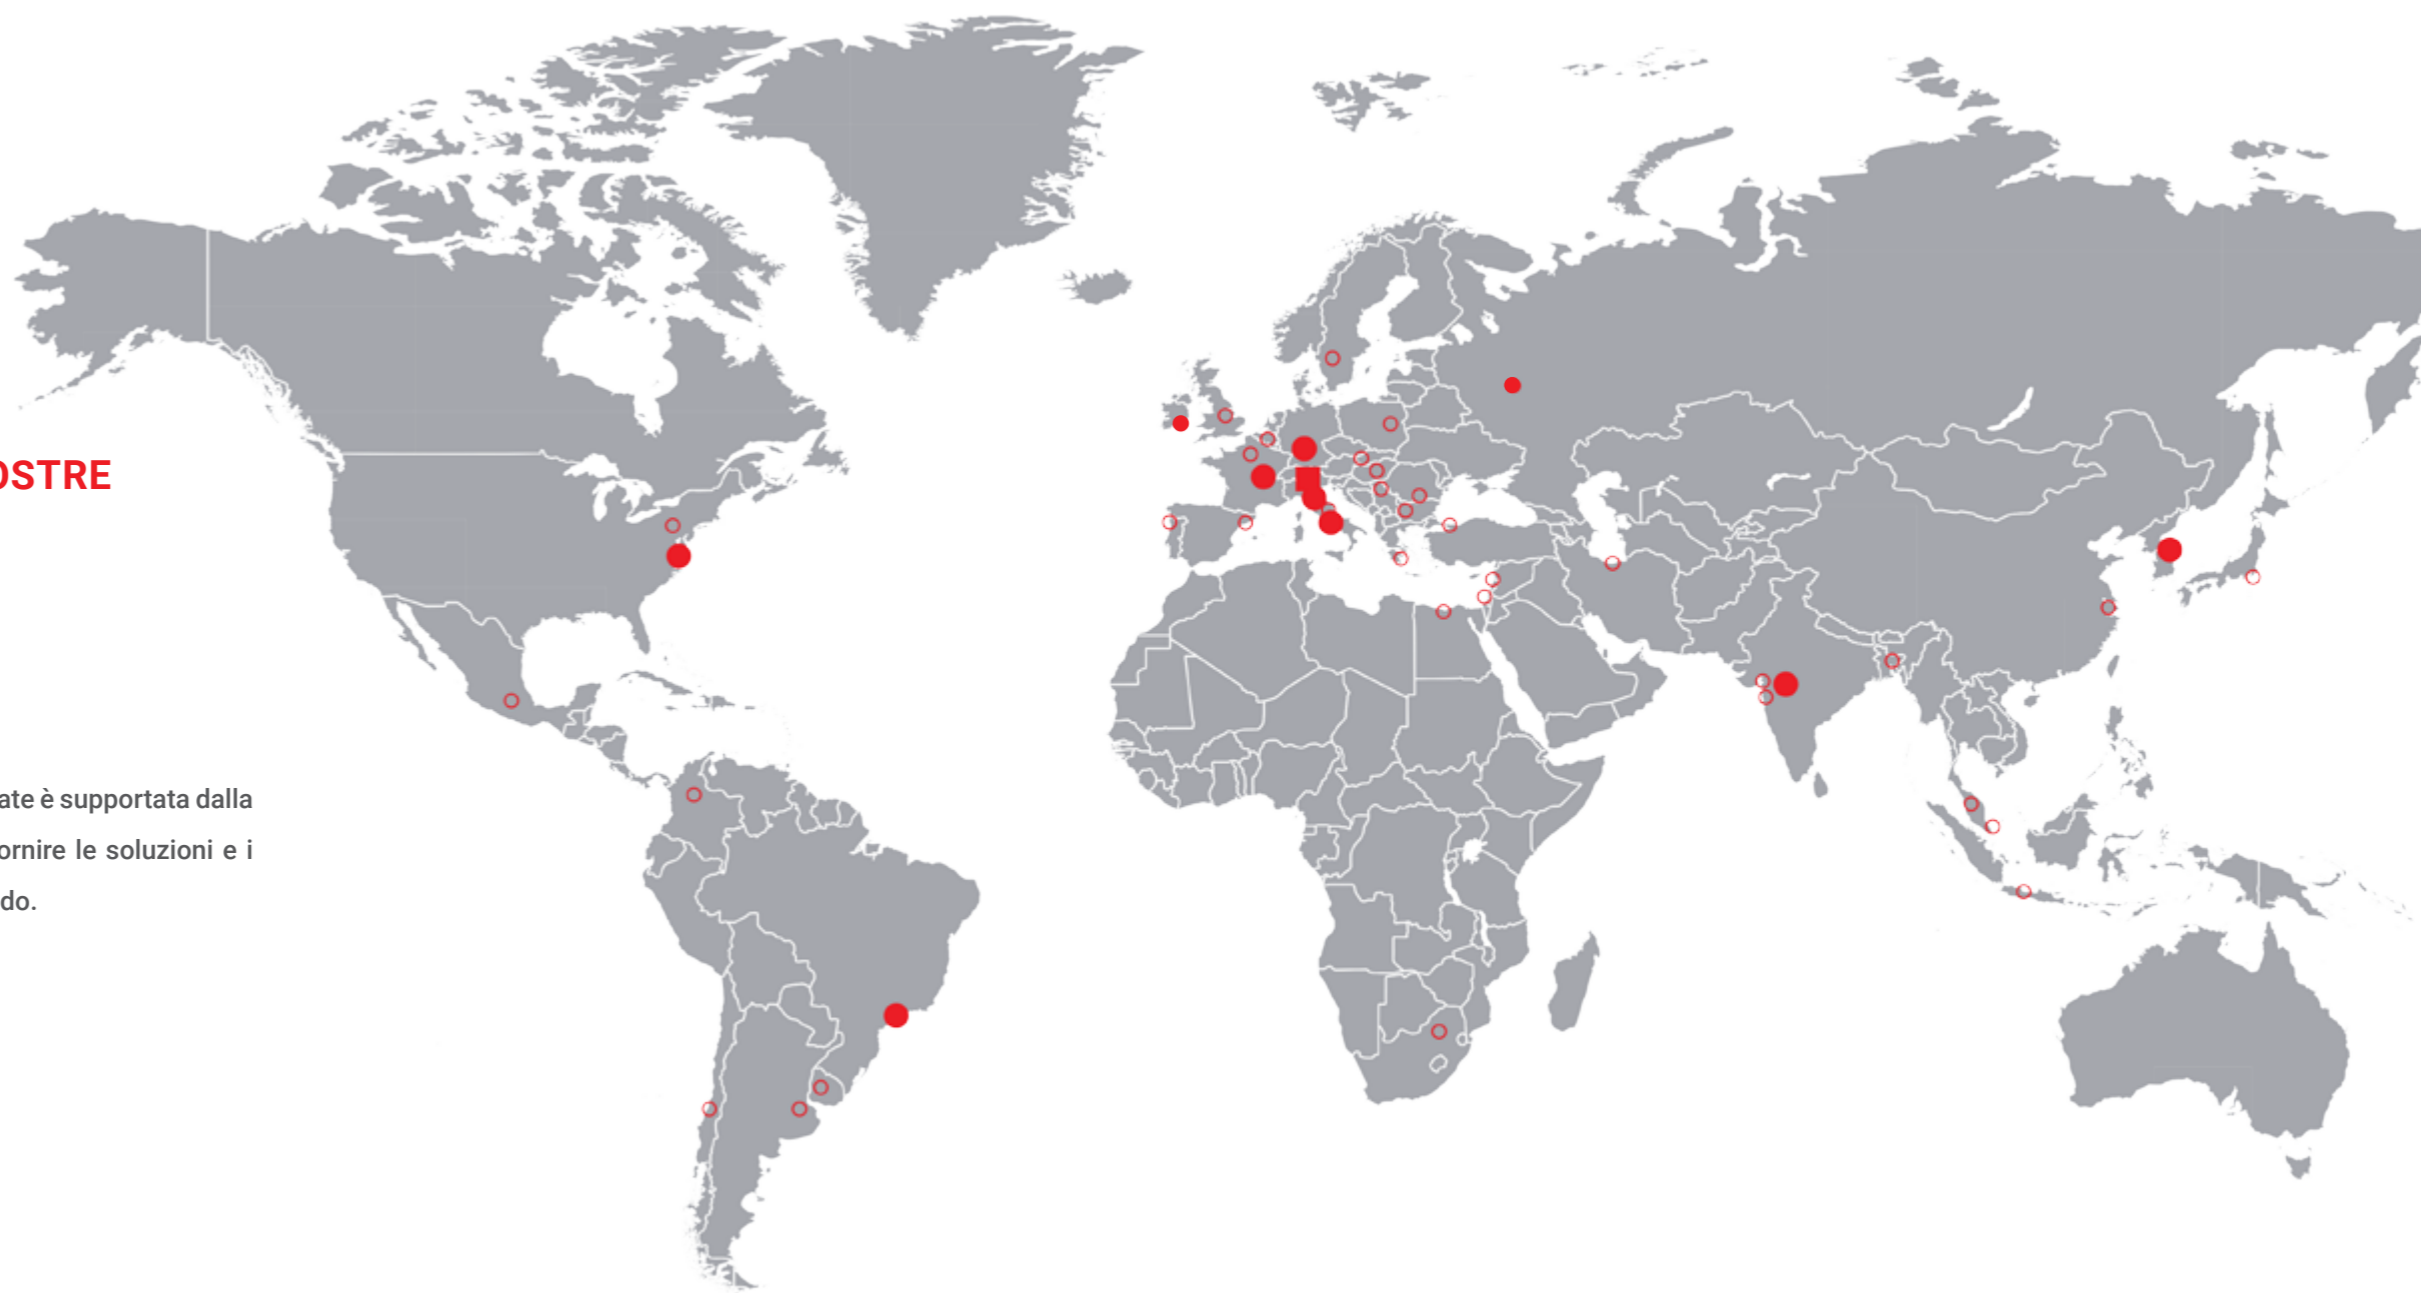 OSTRE
ate è supportata dalla
ornire le soluzioni e i
do.